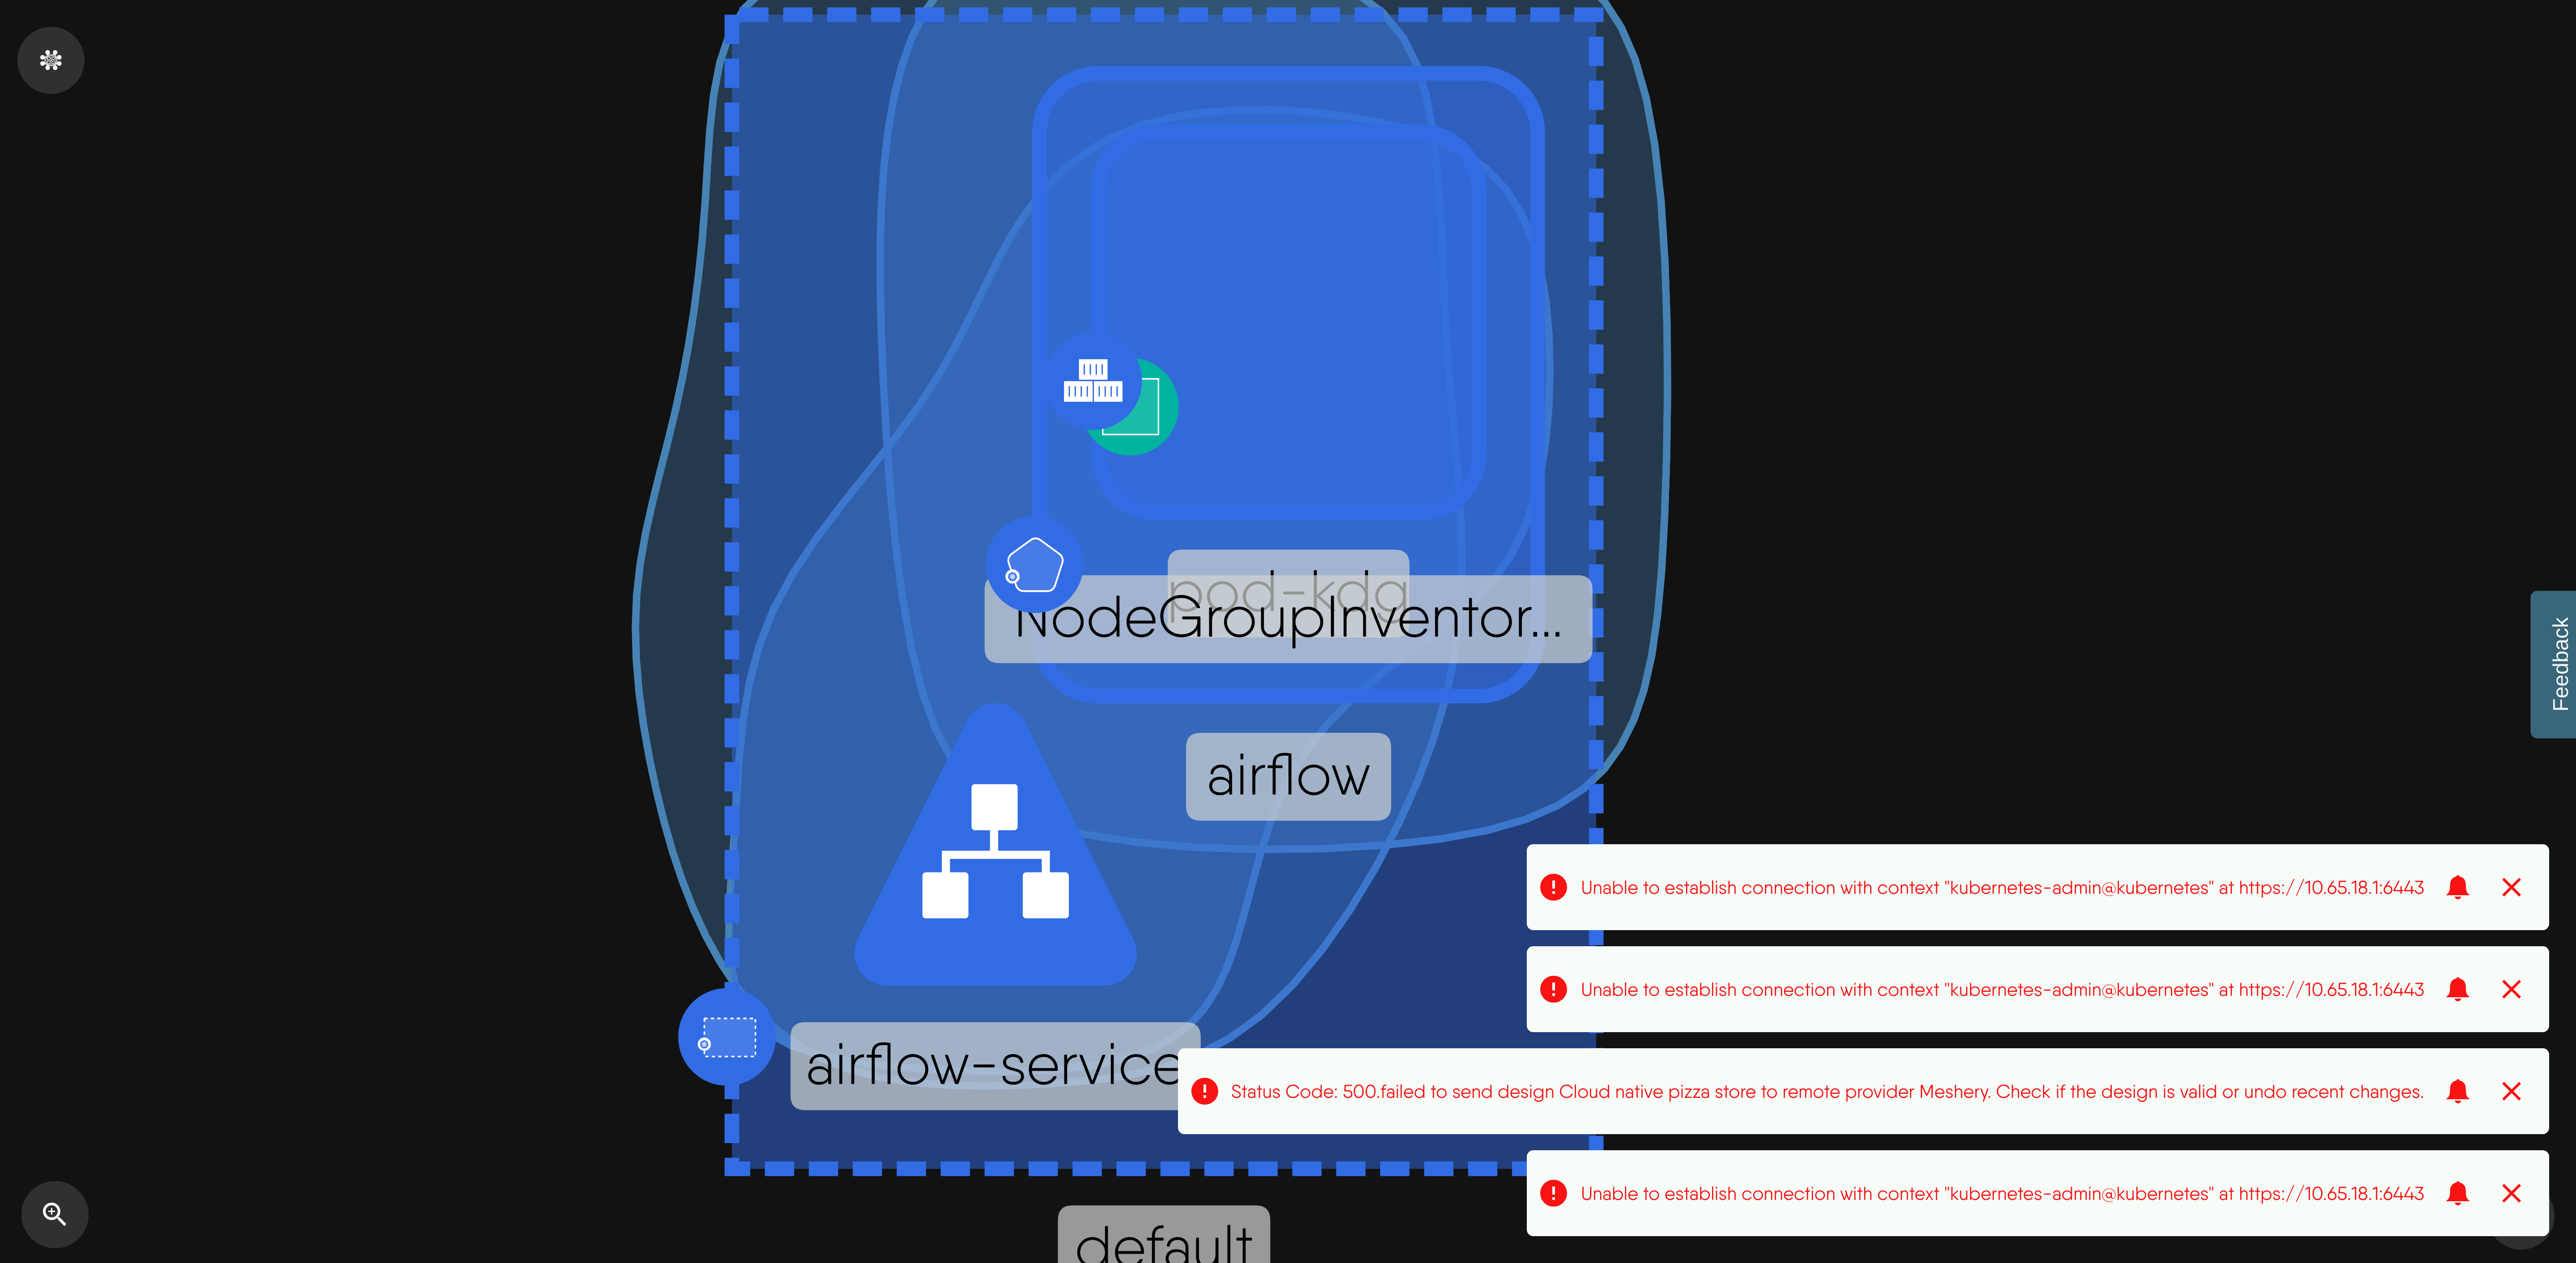 pod-kdg
NodeGroupInventor...
airflow
airflow-service
default
Feedback
Unable to establish connection with context "kubernetes-admin@kubernetes" at https://10.65.18.1:6443
Unable to establish connection with context "kubernetes-admin@kubernetes" at https://10.65.18.1:6443
Status Code: 500.failed to send design Cloud native pizza store to remote provider Meshery. Check if the design is valid or undo recent changes.
Unable to establish connection with context "kubernetes-admin@kubernetes" at https://10.65.18.1:6443